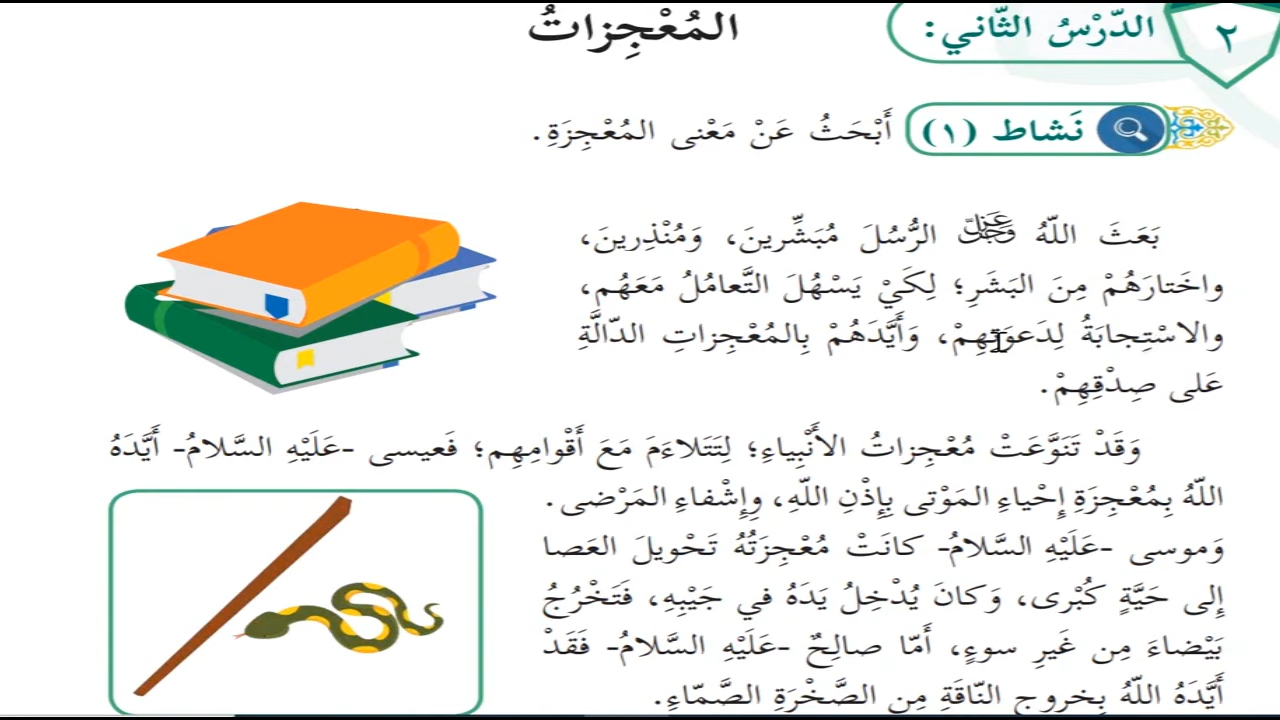 ٢
الدّرْسُ الثّاني:
المُعْجِزاتُ
نَشاط (١) أَبْحَثُ عَنْ مَعْنى المُعْجِزَةِ.
بَعَثَ اللّهُ عَزَّ وَجَلَّ الرُّسُلَ مُبَشِّرينَ، وَمُنْذِرينَ،
واخَتارَهُمْ مِنَ البَشَرِ؛ لِكَيْ يَسْهُلَ التَّعامُلُ مَعَهُم،
والاسْتِجابَةُ لِدَعوَتِهِمْ، وَأَيَّدَهُمْ بِالمُعْجِزاتِ الدّالَّةِ
عَلى صِدْقِهِمْ.
وَقَدْ تَنَوَّعَتْ مُعْجِزاتُ الأَنْبِياءِ؛ لِتَتَلاءَمَ مَعَ أَقْوامِهِم؛ فَعيسى -عَلَيْهِ السَّلامُ- أَيَّدَهُ
اللّهُ بِمُعْجِزَةِ إِحْياءِ المَوْتى بِإِذْنِ اللّهِ، وِإِشْفاءِ المَرْضى.
وَموسى -عَلَيْهِ السَّلامُ- كانَتْ مُعْجِزَتُهُ تَحْويلَ العَصا
إِلى حَيَّةٍ كُبْرى، وَكانَ يُدْخِلُ يَدَهُ في جَيْبِهِ، فَتَخْرُجُ
بَيْضاءَ مِن غَيرِ سوءٍ، أَمّا صالِحٌ -عَلَيْهِ السَّلامُ- فَقَدْ
أَيَّدَهُ اللّهُ بِخروجِ النّاقَةِ مِن الصَّخْرَةِ الصَّمّاءِ.